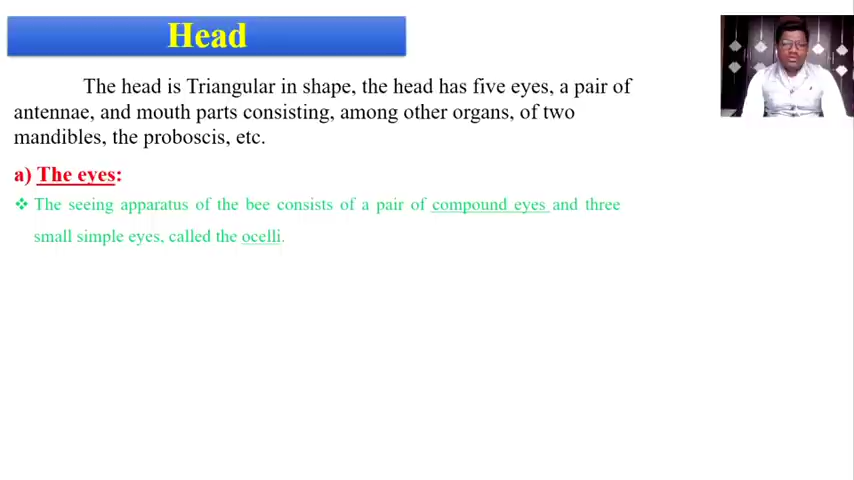 Head
The head is Triangular in shape, the head has five eyes, a pair of
antennae, and mouth parts consisting, among other organs, of two
mandibles, the proboscis, etc.
a) The eyes:
❖ The seeing apparatus of the bee consists of a pair of compound eyes and three
small simple eyes, called the ocelli.